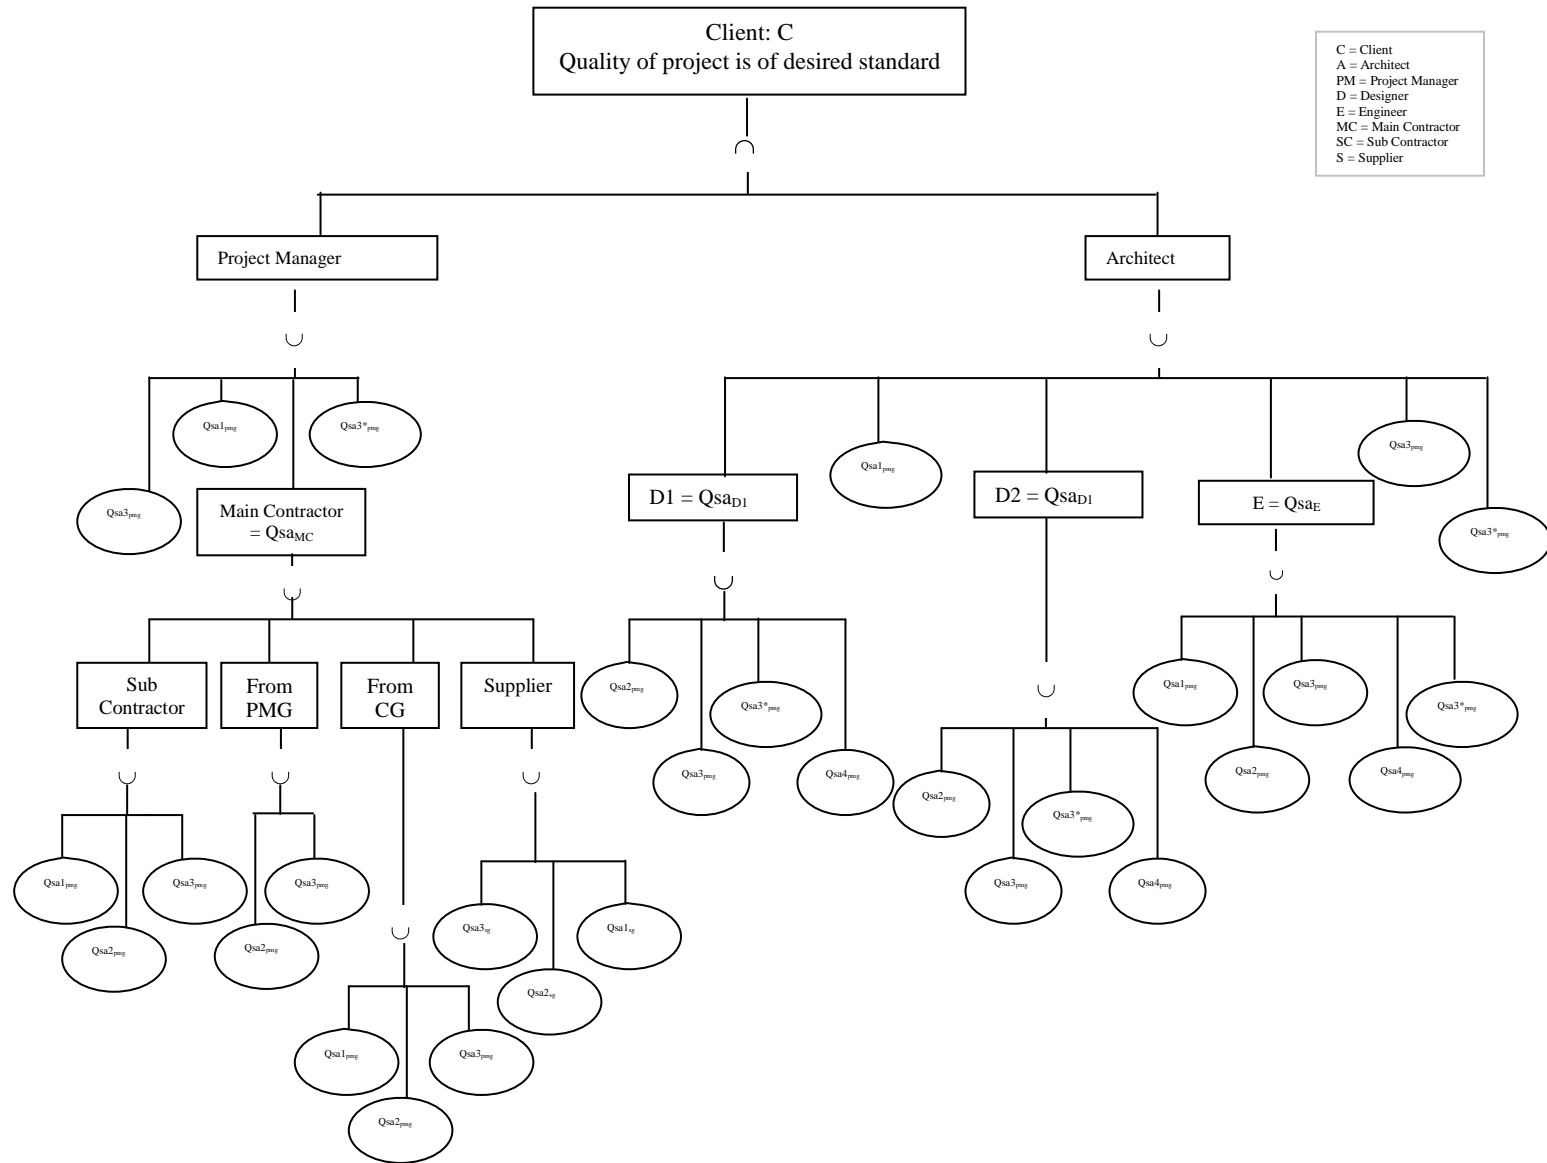 Client: C
Quality of project is of desired standard
C = Client
A = Architect
PM = Project Manager
D = Designer
E = Engineer
MC = Main Contractor
SC = Sub Contractor
S = Supplier
Project Manager
Architect
Qsa1pmg
Qsa3*pmg
Qsa3pmg
Main Contractor
= QsaMC
Qsa1pmg
Qsa3pmg
Qsa3*pmg
D1 = QsaD1
D2 = QsaD1
E = QsaE
Sub
Contractor
From
PMG
From
CG
Supplier
Qsa1pmg
Qsa2pmg
Qsa3pmg
Qsa2pmg
Qsa3pmg
Qsa1pmg
Qsa2pmg
Qsa3pmg
Qsa3sg
Qsa2sg
Qsa1sg
Qsa2pmg
Qsa3pmg
Qsa3*pmg
Qsa4pmg
Qsa2pmg
Qsa3pmg
Qsa3*pmg
Qsa4pmg
Qsa1pmg
Qsa2pmg
Qsa3pmg
Qsa4pmg
Qsa3*pmg